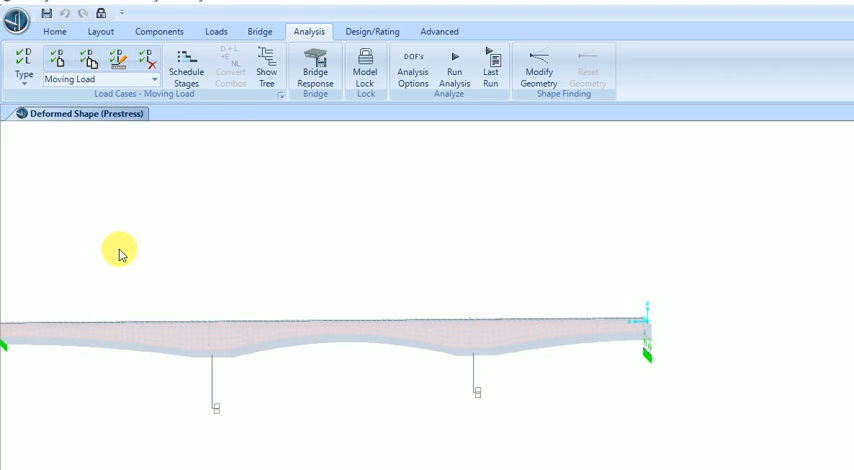 Home Layout Components Loads Bridge Analysis Design/Rating Advanced
Type
Moving Load
Schedule Stages
D + L +E NL
Convert Combos
Show Tree
Bridge Response
Model Lock
DOF's
Analysis Options
Run Analysis
Last Run
Modify Geometry
Reset Geometry
Load Cases - Moving Load
Bridge
Lock
Analyze
Shape Finding
Deformed Shape (Prestress)